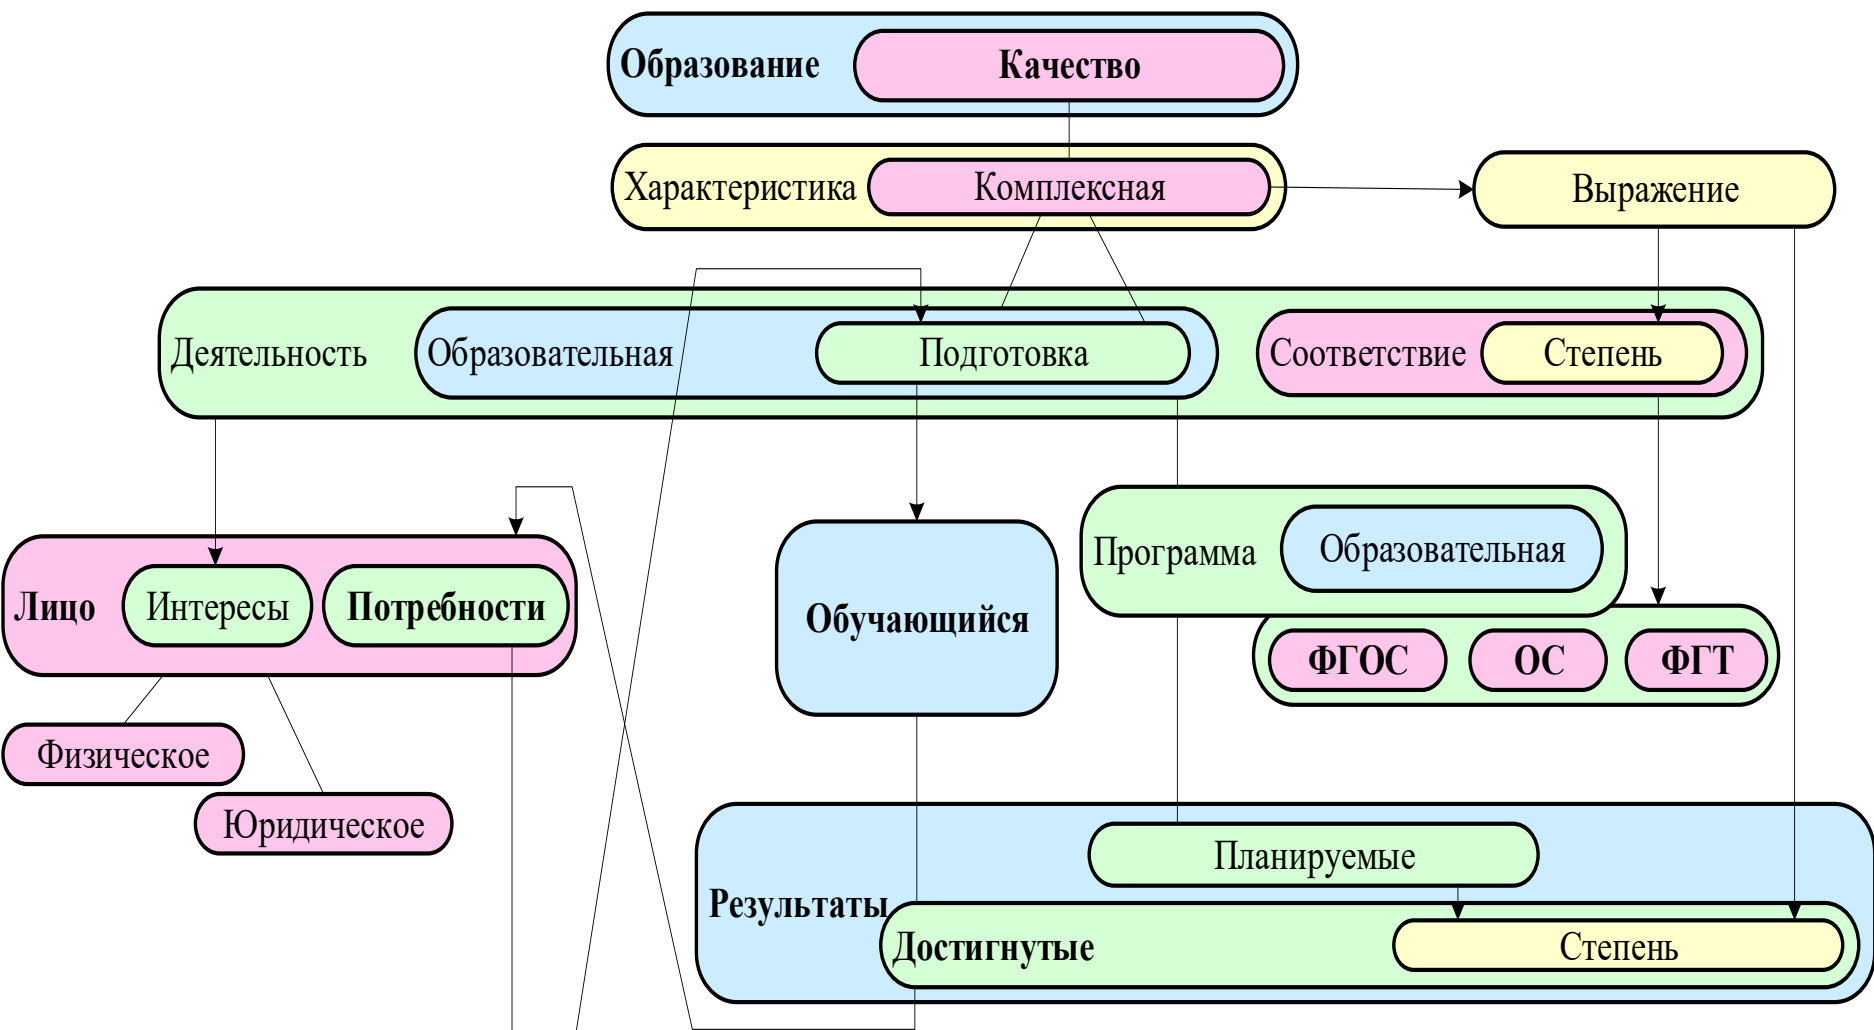 Образование
Качество
Характеристика
Комплексная
Выражение
Деятельность
Образовательная
Подготовка
Соответствие
Степень
Программа
Образовательная
Лицо
Интересы
Потребности
Обучающийся
ФГОС
ОС
ФГТ
Физическое
Юридическое
Планируемые
Результаты
Достигнутые
Степень